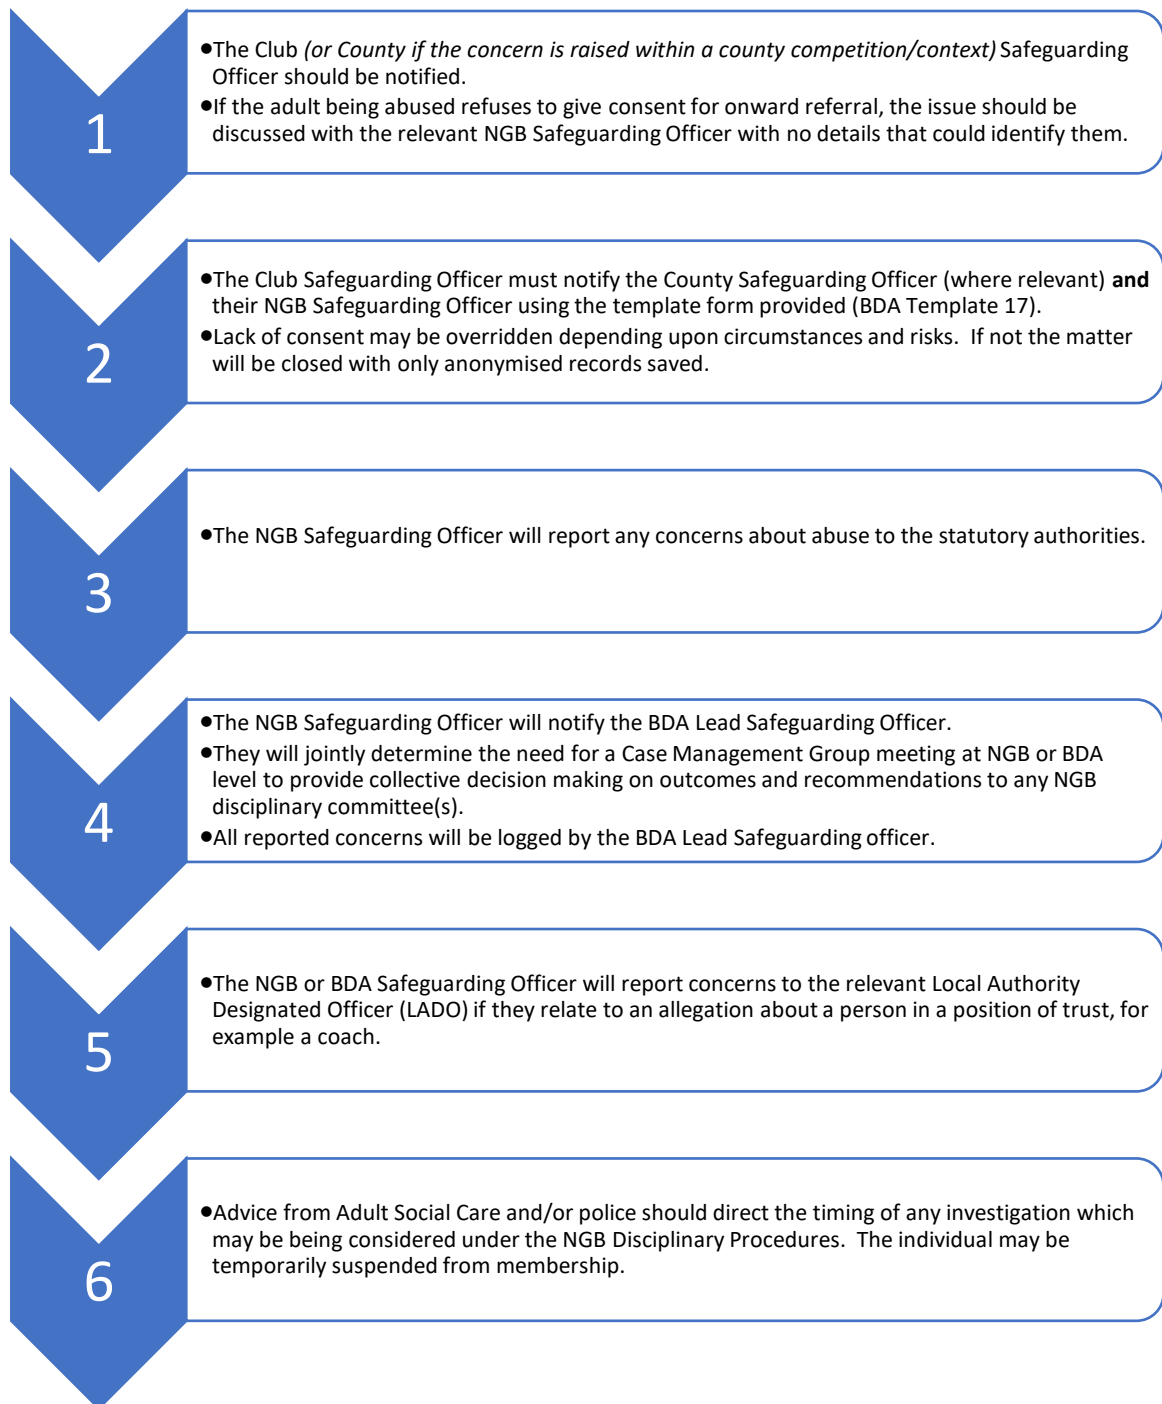 1
•The Club (or County if the concern is raised within a county competition/context) Safeguarding
Officer should be notified.
•If the adult being abused refuses to give consent for onward referral, the issue should be
discussed with the relevant NGB Safeguarding Officer with no details that could identify them.
2
•The Club Safeguarding Officer must notify the County Safeguarding Officer (where relevant) and
their NGB Safeguarding Officer using the template form provided (BDA Template 17).
•Lack of consent may be overridden depending upon circumstances and risks.  If not the matter
will be closed with only anonymised records saved.
3
•The NGB Safeguarding Officer will report any concerns about abuse to the statutory authorities.
4
•The NGB Safeguarding Officer will notify the BDA Lead Safeguarding Officer.
•They will jointly determine the need for a Case Management Group meeting at NGB or BDA
level to provide collective decision making on outcomes and recommendations to any NGB
disciplinary committee(s).
•All reported concerns will be logged by the BDA Lead Safeguarding officer.
5
•The NGB or BDA Safeguarding Officer will report concerns to the relevant Local Authority
Designated Officer (LADO) if they relate to an allegation about a person in a position of trust, for
example a coach.
6
•Advice from Adult Social Care and/or police should direct the timing of any investigation which
may be being considered under the NGB Disciplinary Procedures.  The individual may be
temporarily suspended from membership.